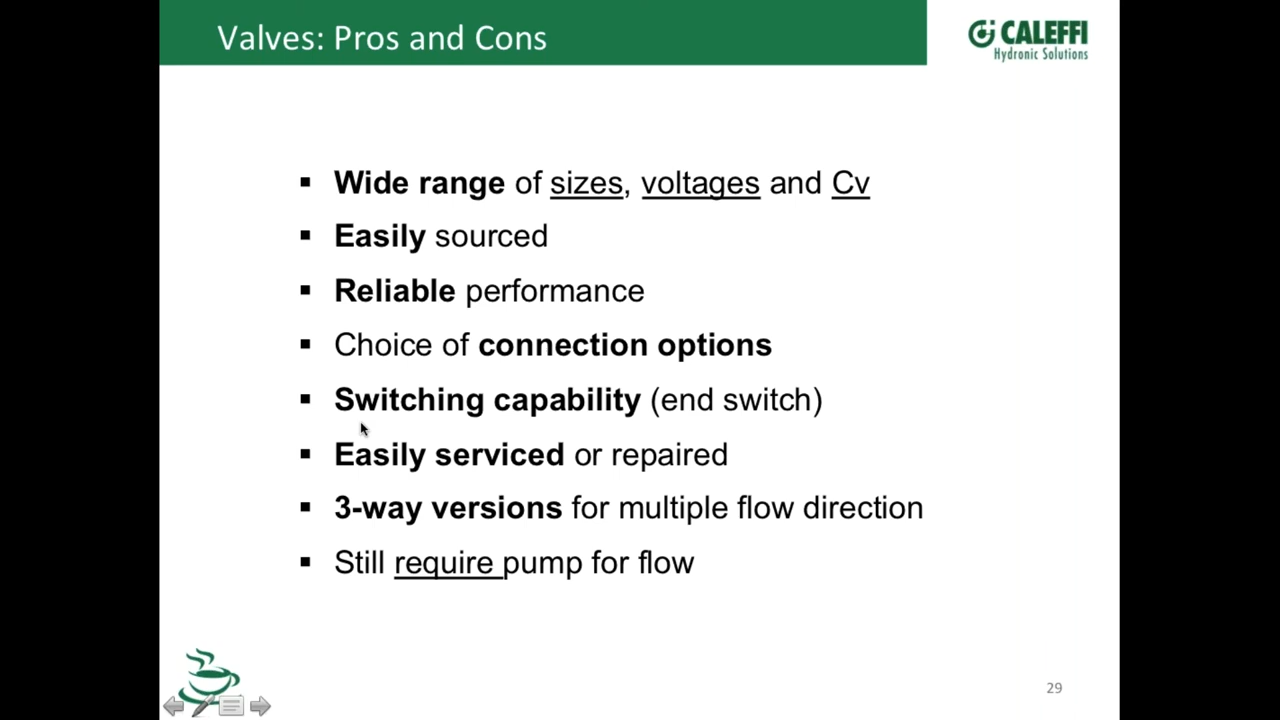 Valves: Pros and Cons
CALEFFI
Hydronic Solutions
Wide range of sizes, voltages and Cv
Easily sourced
Reliable performance
Choice of connection options
Switching capability (end switch)
Easily serviced or repaired
3-way versions for multiple flow direction
Still require pump for flow
29